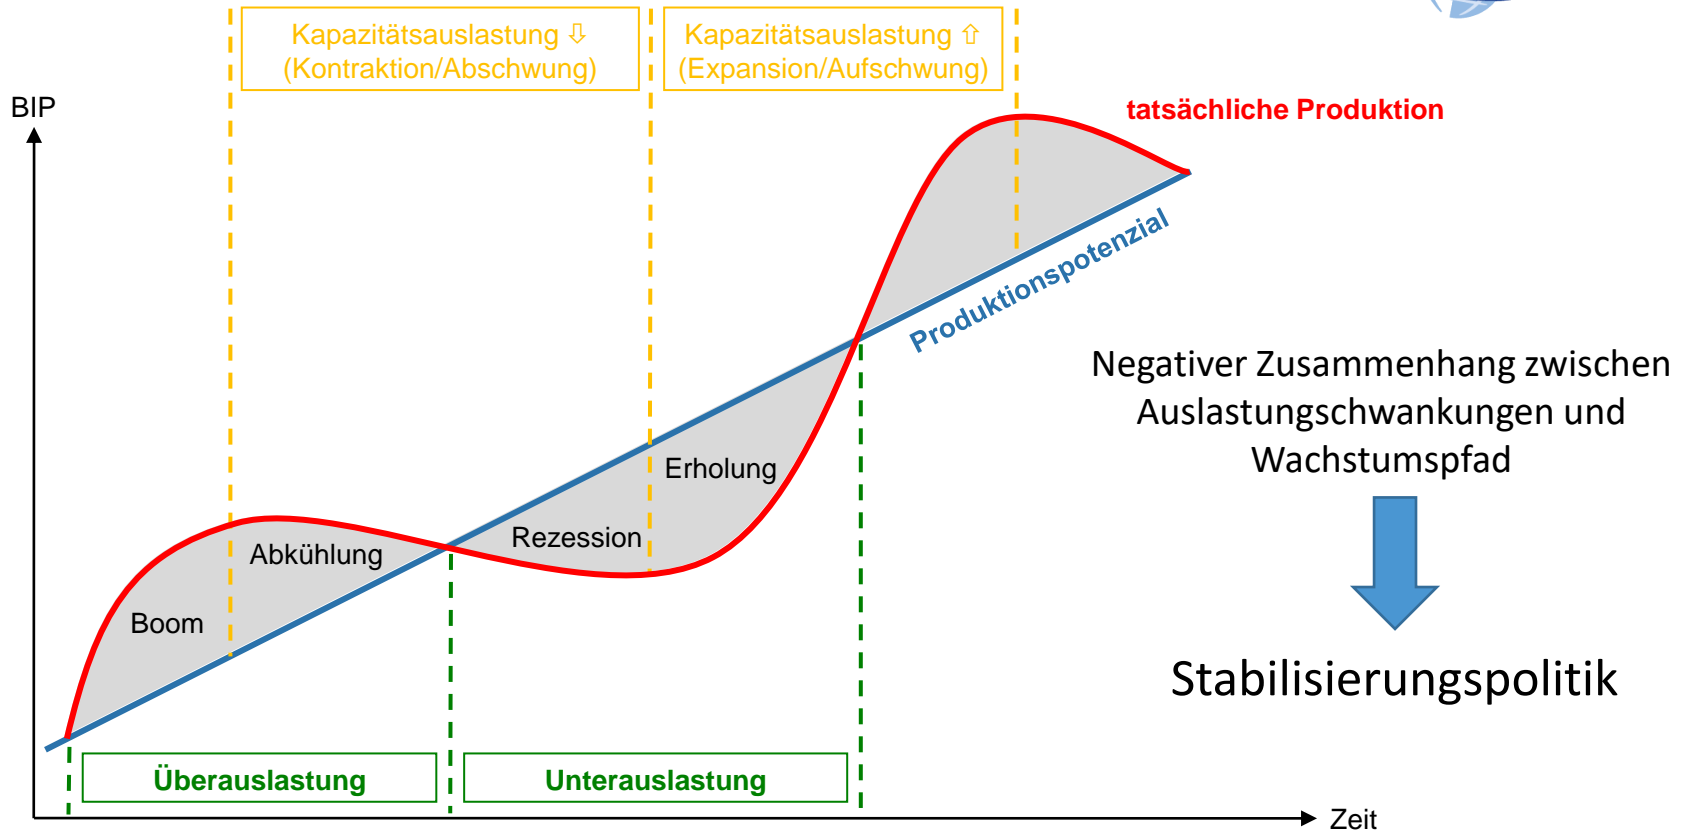 Kapazitätsauslastung ⇩
(Kontraktion/Abschwung)
Kapazitätsauslastung ⇧
(Expansion/Aufschwung)
BIP
tatsächliche Produktion
Produktionspotenzial
Negativer Zusammenhang zwischen
Auslastungschwankungen und
Wachstumspfad
Erholung
Rezession
Abkühlung
Boom
Stabilisierungspolitik
Überauslastung
Unterauslastung
Zeit